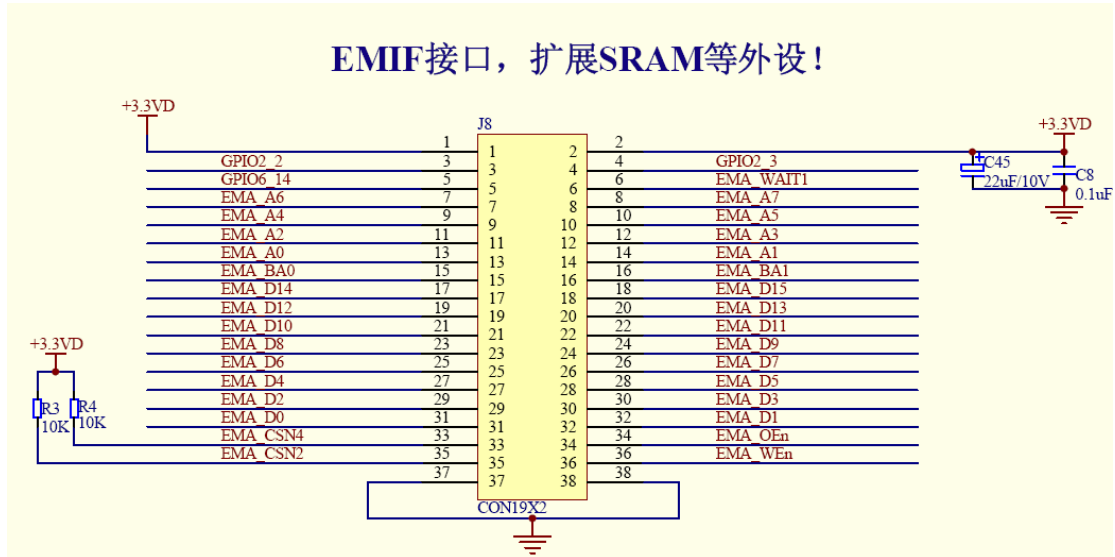 EMIF接口，扩展SRAM等外设！
+3.3VD
J8
+3.3VD
1 1 2 2
GPIO2_2 3 3 4 4 GPIO2_3
C45
22uF/10V
C8
0.1uF
GPIO6_14 5 5 6 6 EMA_WAIT1
EMA_A6 7 7 8 8 EMA_A7
EMA_A4 9 9 10 10 EMA_A5
EMA_A2 11 11 12 12 EMA_A3
EMA_A0 13 13 14 14 EMA_A1
EMA_BA0 15 15 16 16 EMA_BA1
EMA_D14 17 17 18 18 EMA_D15
EMA_D12 19 19 20 20 EMA_D13
EMA_D10 21 21 22 22 EMA_D11
+3.3VD
EMA_D8 23 23 24 24 EMA_D9
EMA_D6 25 25 26 26 EMA_D7
EMA_D4 27 27 28 28 EMA_D5
EMA_D2 29 29 30 30 EMA_D3
R3
10K
R4
10K
EMA_D0 31 31 32 32 EMA_D1
EMA_CSN4 33 33 34 34 EMA_OEn
EMA_CSN2 35 35 36 36 EMA_WEn
37 37 38 38
CON19X2